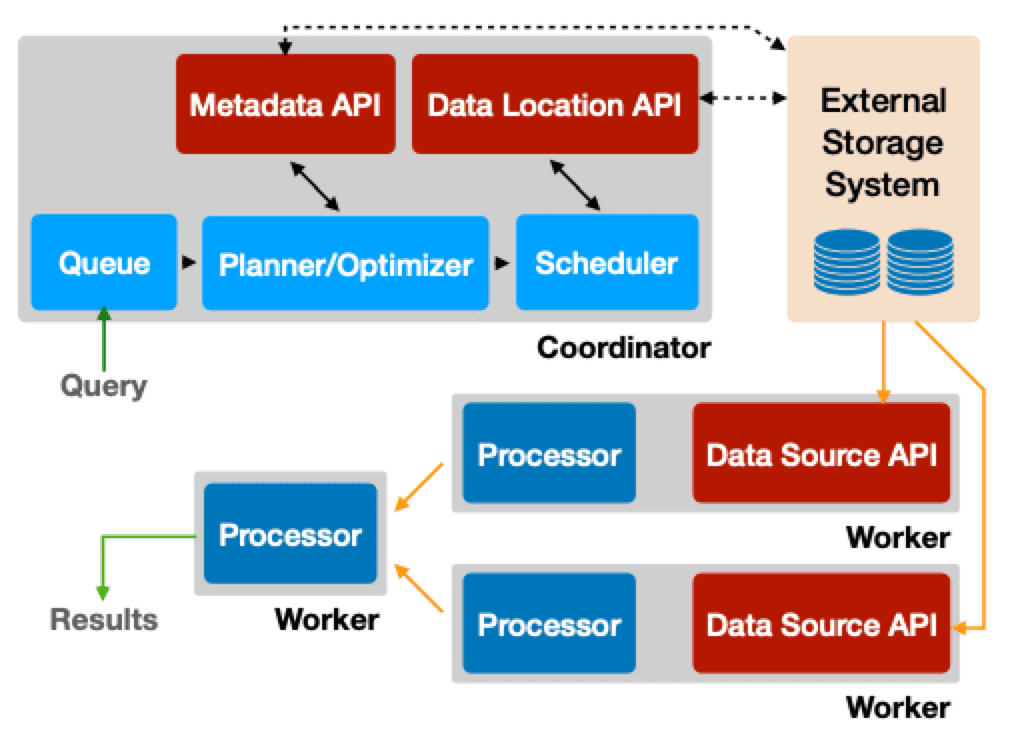 Metadata API
Data Location API
External
Storage
System
Queue
Planner/Optimizer
Scheduler
Coordinator
Query
Processor
Data Source API
Worker
Processor
Worker
Results
Processor
Data Source API
Worker